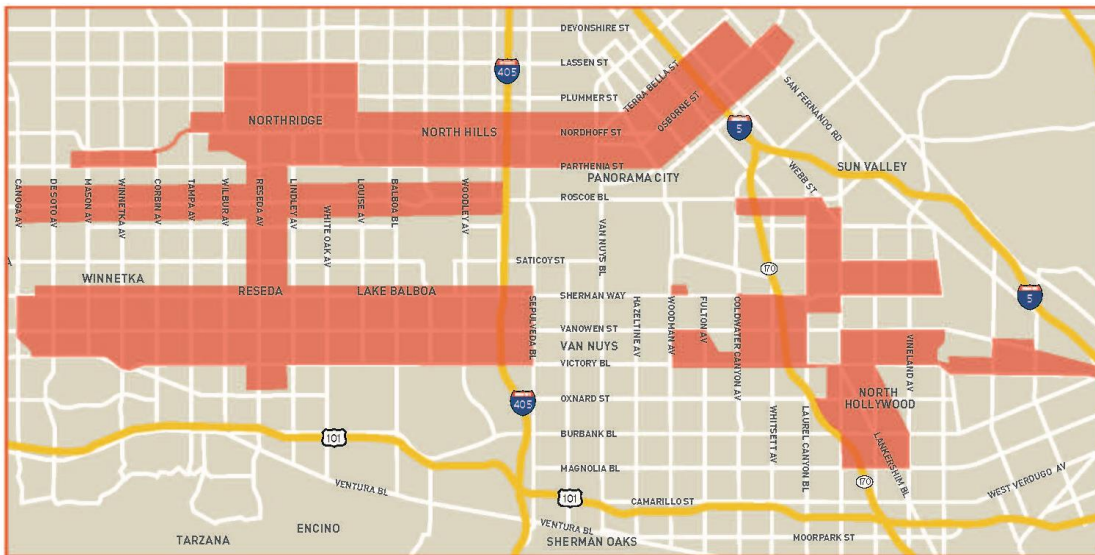 DEVONSHIRE ST
LASSEN ST
405
PLUMMER ST
TERRA BELLA ST
OSBORNE ST
SAN FERNANDO RD
NORTHRIDGE
NORTH HILLS
NORDHOFF ST
5
PARTHENIA ST
PANORAMA CITY
SUN VALLEY
WEBB ST
ROSCOE BL
CANOGA AV
DE SOTO AV
MASON AV
WINNETKA AV
CORBIN AV
TAMPA AV
WILBUR AV
RESEDA AV
LINDLEY AV
WHITE OAK AV
LOUISE AV
BALBOA BL
WOODLEY AV
VAN NUYS BL
SATICOY ST
170
A
WINNETKA
RESEDA
LAKE BALBOA
SHERMAN WAY
5
SEPULVEDA BL
HAZELTINE AV
WOODMAN AV
FULTON AV
COLDWATER CANYON AV
VANOWEN ST
VAN NUYS
VICTORY BL
VINELAND AV
NORTH
HOLLYWOOD
OXNARD ST
405
WHITSETT AV
LAUREL CANYON BL
LANKERSHIM BL
BURBANK BL
101
MAGNOLIA BL
170
WEST VERDUGO AV
VENTURA BL
101
CAMARILLO ST
ENCINO
VENTURA BL
TARZANA
SHERMAN OAKS
MOORPARK ST